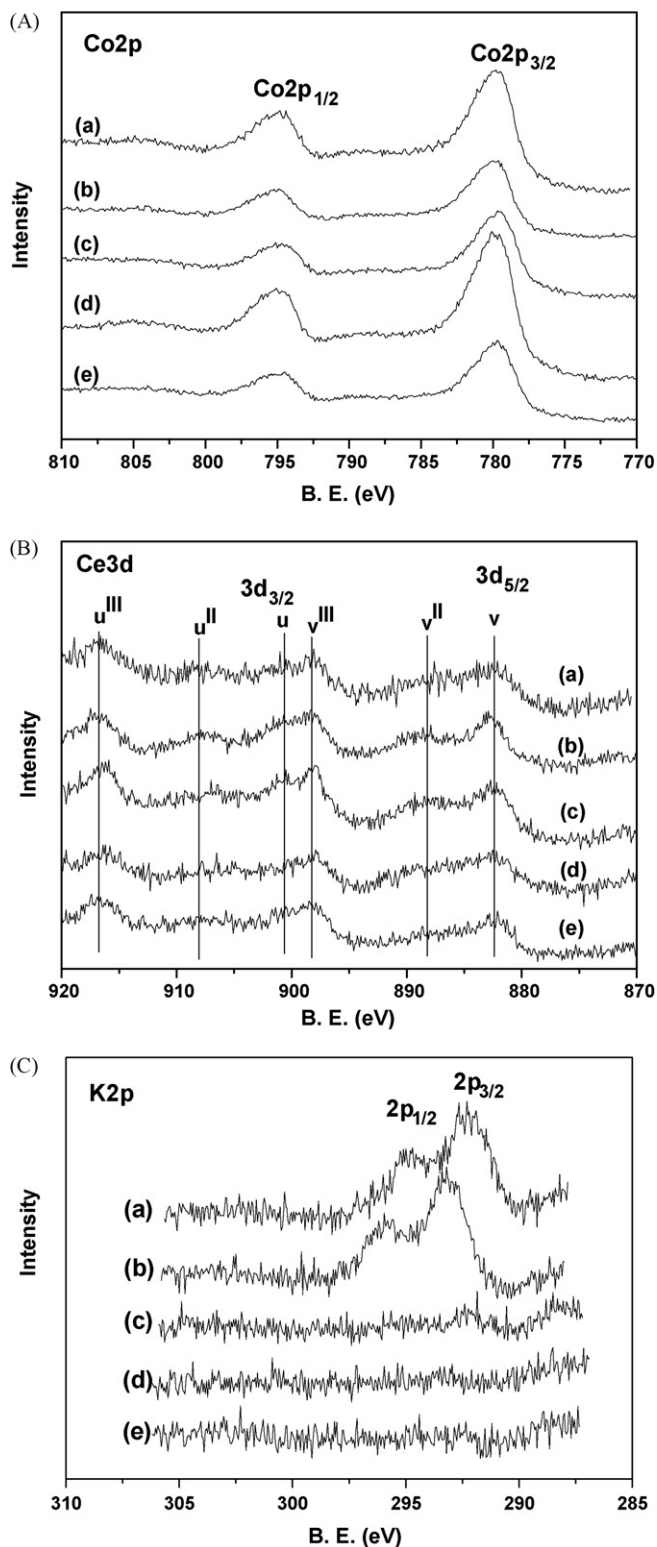 (A)
Co2p
Co2p3/2
Co2p1/2
(a)
(b)
(c)
(d)
(e)
Intensity
810 805 800 795 790 785 780 775 770
B. E. (eV)
(B)
Ce3d
3d3/2
3d5/2
uIII
uII
u
vIII
vII
v
(a)
(b)
(c)
(d)
(e)
Intensity
920 910 900 890 880 870
B. E. (eV)
(C)
K2p
2p3/2
2p1/2
(a)
(b)
(c)
(d)
(e)
Intensity
310 305 300 295 290 285
B. E. (eV)